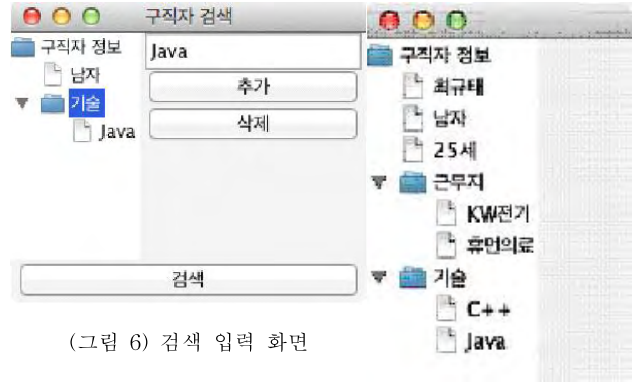 구직자 검색
구직자 정보
남자
기술
Java
Java
추가
삭제
검색
(그림 6) 검색 입력 화면
구직자 정보
최규태
남자
25세
근무지
KW전기
휴먼의료
기술
C++
Java